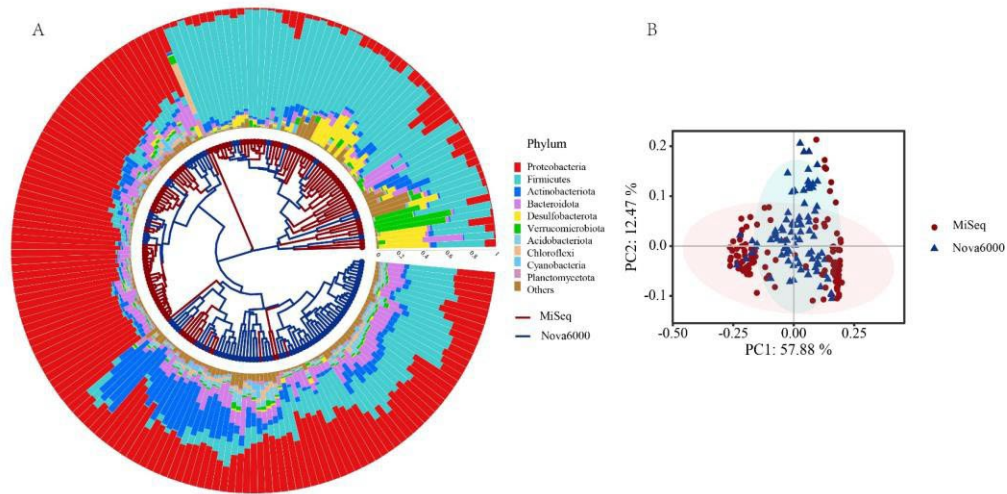 A
Phylum
Proteobacteria
Firmicutes
Actinobacteriota
Bacteroidota
Desulfobacterota
Verrucomicrobiota
Acidobacteriota
Chloroflexi
Cyanobacteria
Planctomycetota
Others
MiSeq
Nova6000
0 0.2 0.4 0.6 0.8 1
B
PC2: 12.47 %
0.2
0.1
0.0
-0.1
-0.50 -0.25 0.00 0.25
PC1: 57.88 %
MiSeq
Nova6000